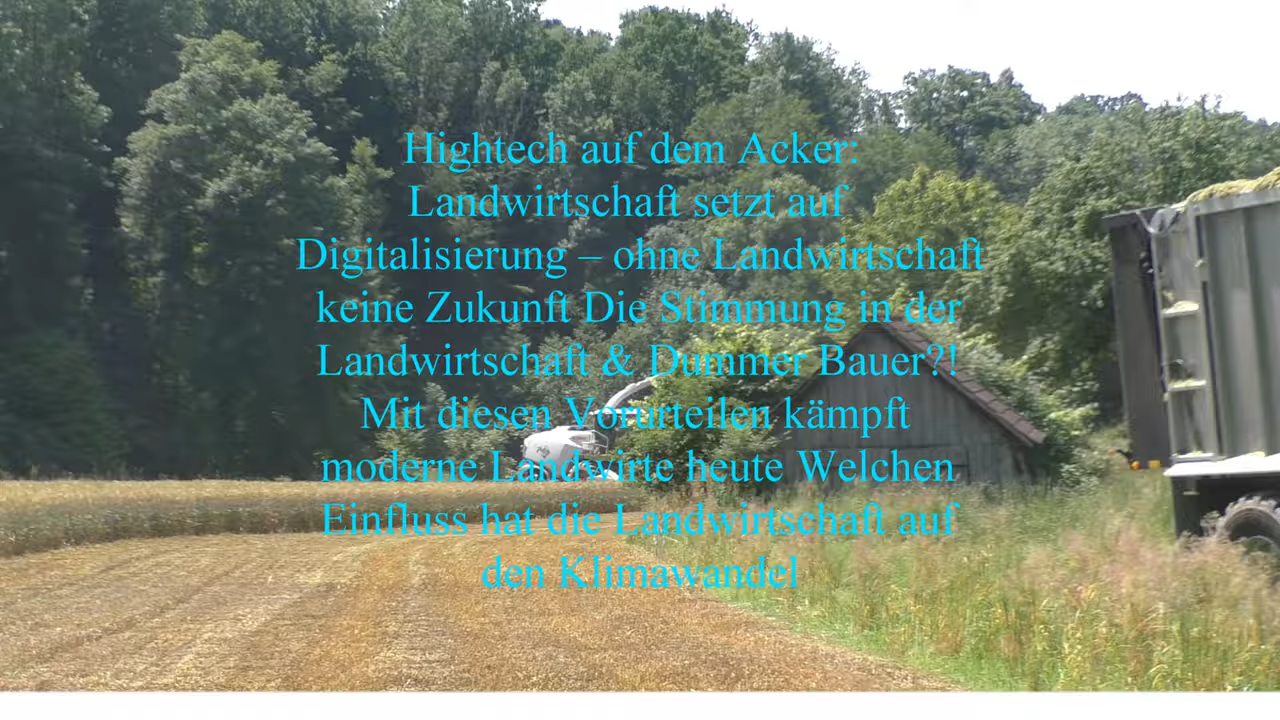 Hightech auf dem Acker:
Landwirtschaft setzt auf
Digitalisierung – ohne Landwirtschaft
keine Zukunft Die Stimmung in der
Landwirtschaft & Dummer Bauer?!
Mit diesen Vorurteilen kämpft
moderne Landwirte heute Welchen
Einfluss hat die Landwirtschaft auf
den Klimawandel